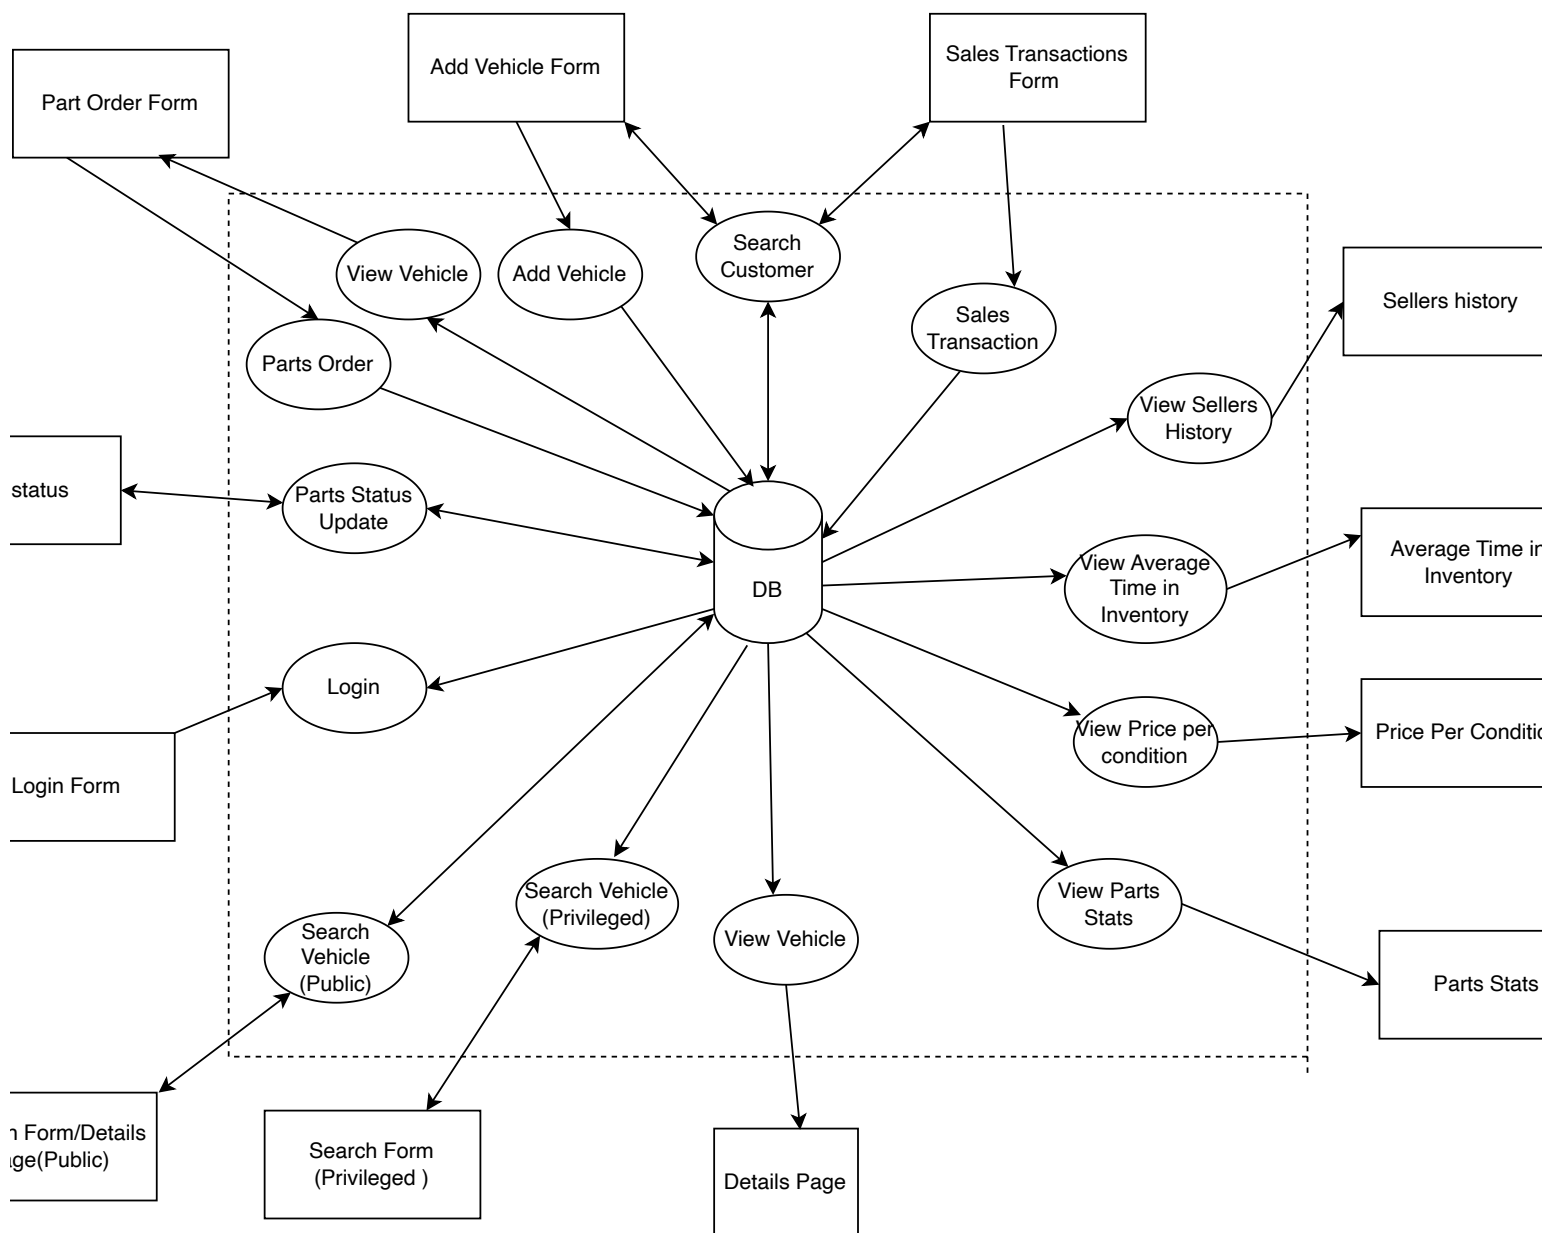 Add Vehicle Form
Sales Transactions
Form
Part Order Form
Search
Customer
View Vehicle
Add Vehicle
Sellers history
Sales
Transaction
Parts Order
View Sellers
History
status
Parts Status
Update
Average Time in
Inventory
View Average
Time in
Inventory
DB
Login
View Price per
condition
Price Per
Login Form
Search Vehicle
(Privileged)
View Parts
Stats
Search
Vehicle
(Public)
View Vehicle
Parts Stats
Form/Details
(Public)
Search Form
(Privileged )
Details Page